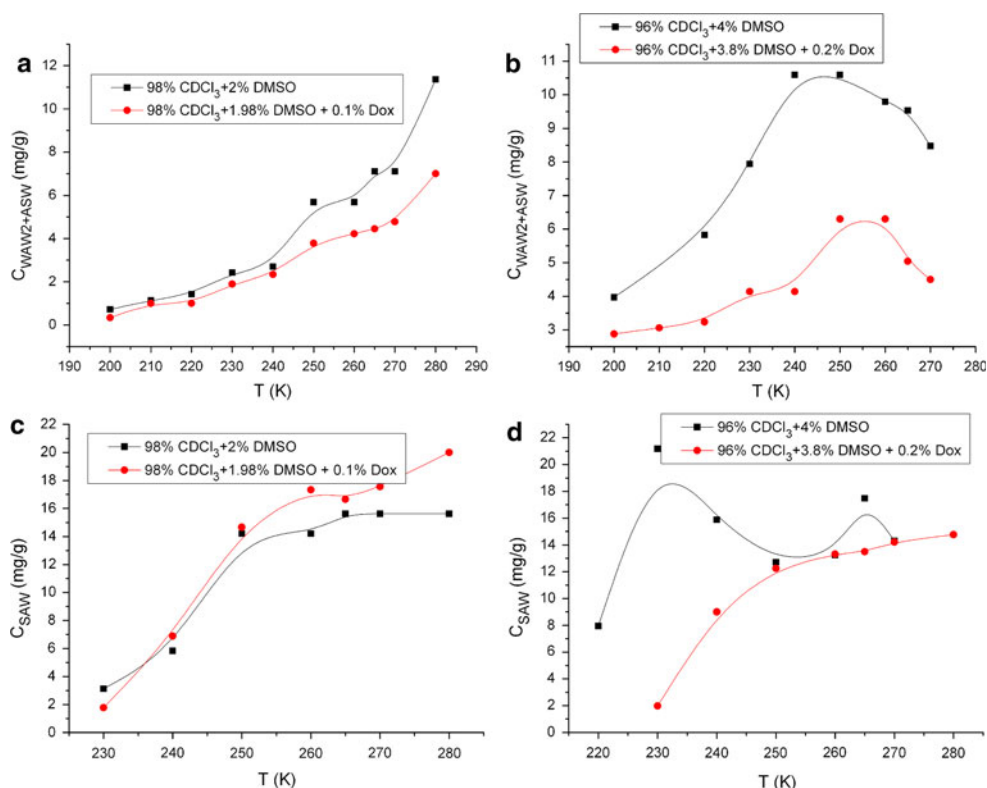 a
98% CDCl3+2% DMSO
98% CDCl3+1.98% DMSO + 0.1% Dox
CWAW2+ASW (mg/g)
12
10
8
6
4
2
0
190 200 210 220 230 240 250 260 270 280 290
T (K)
b
96% CDCl3+4% DMSO
96% CDCl3+3.8% DMSO + 0.2% Dox
CWAW2+ASW (mg/g)
11
10
9
8
7
6
5
4
3
190 200 210 220 230 240 250 260 270 280
T (K)
c
98% CDCl3+2% DMSO
98% CDCl3+1.98% DMSO + 0.1% Dox
CSAW (mg/g)
22
20
18
16
14
12
10
8
6
4
2
0
230 240 250 260 270 280
T (K)
d
96% CDCl3+4% DMSO
96% CDCl3+3.8% DMSO + 0.2% Dox
CSAW (mg/g)
22
20
18
16
14
12
10
8
6
4
2
0
220 230 240 250 260 270 280
T (K)